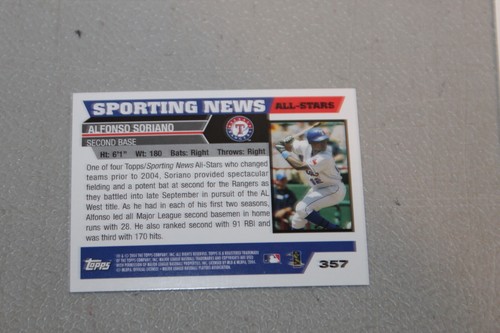 SPORTING NEWS
ALL-STARS
ALFONSO SORIANO
SECOND BASE
Ht: 6'1" Wt: 180 Bats: Right Throws: Right
One of four Topps/Sporting News All-Stars who changed
teams prior to 2004, Soriano provided spectacular
fielding and a potent bat at second for the Rangers as
they battled into late September in pursuit of the AL
West title. As he had in each of his first two seasons,
Alfonso led all Major League second basemen in home
runs with 28. He also ranked second with 91 RBI and
was third with 170 hits.
Topps
357